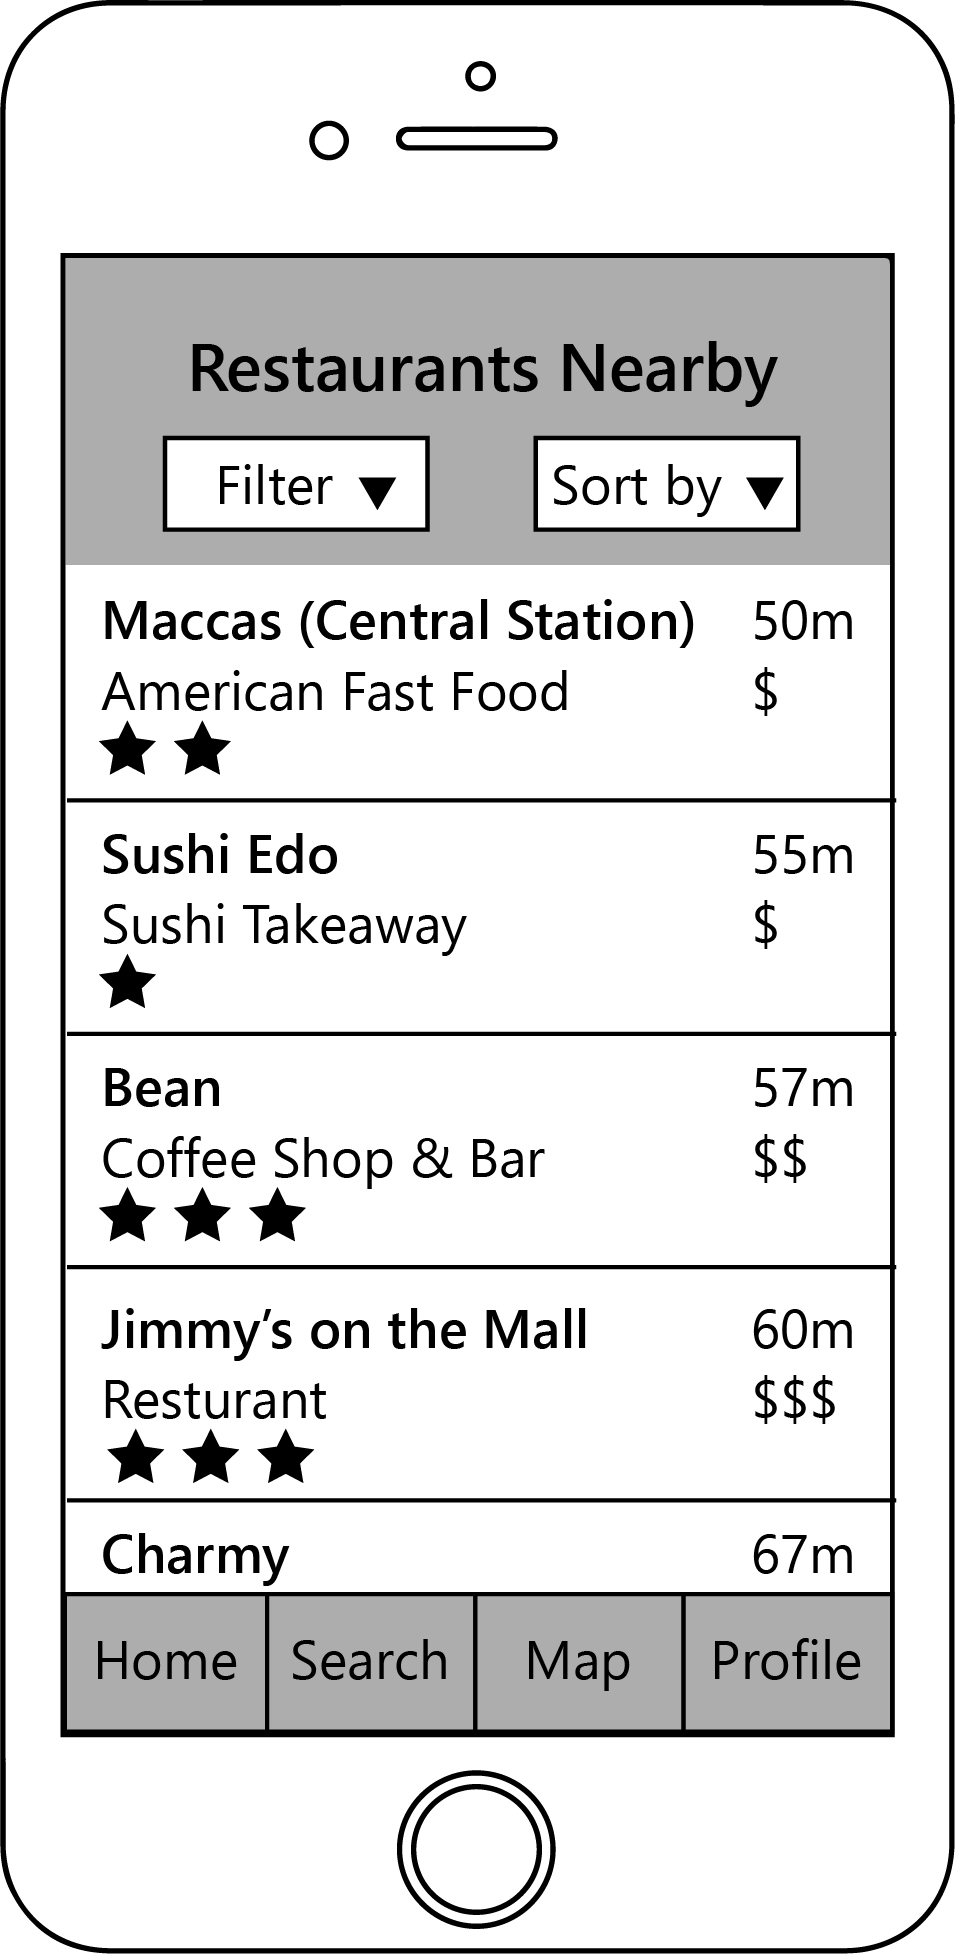 Restaurants Nearby
Filter ▼ Sort by ▼
Maccas (Central Station) 50m
American Fast Food $
★ ★
Sushi Edo 55m
Sushi Takeaway $
★
Bean 57m
Coffee Shop & Bar $$
★ ★ ★
Jimmy’s on the Mall 60m
Resturant $$$
★ ★ ★
Charmy 67m
Home Search Map Profile